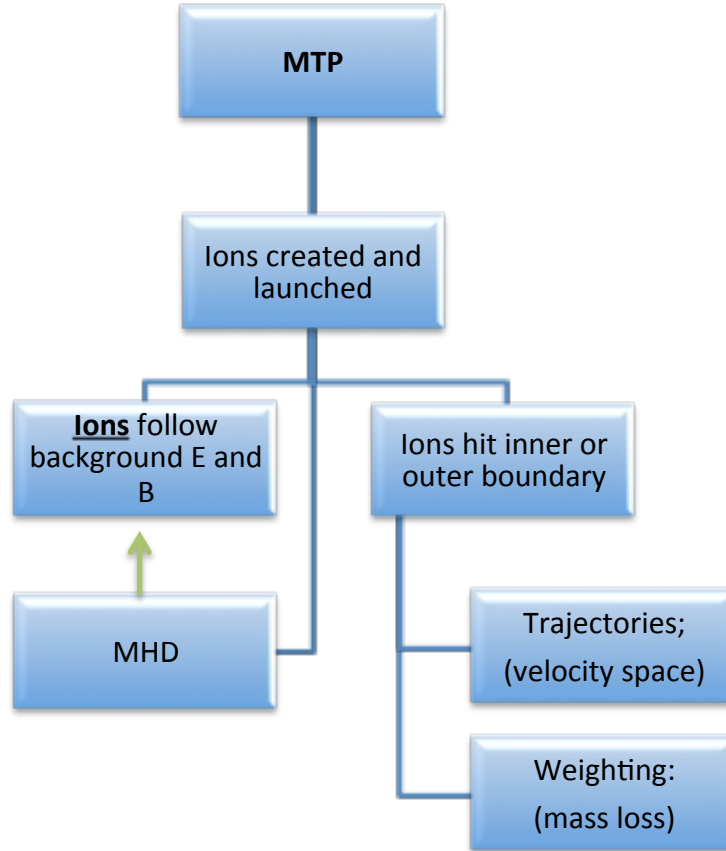 MTP
Ions created and
launched
Ions follow
background E and
B
Ions hit inner or
outer boundary
MHD
Trajectories;
(velocity space)
Weighting:
(mass loss)